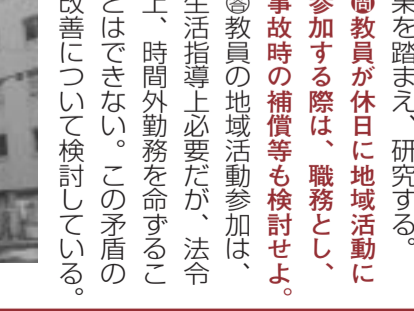 果を踏まえ、研究する。
問教員が休日に地域活動に
参加する際は、職務とし、
事故時の補償等も検討せよ。
答教員の地域活動参加は、
生活指導上必要だが、法令
上、時間外勤務を命ずるこ
とはできない。この矛盾の
改善について検討している。